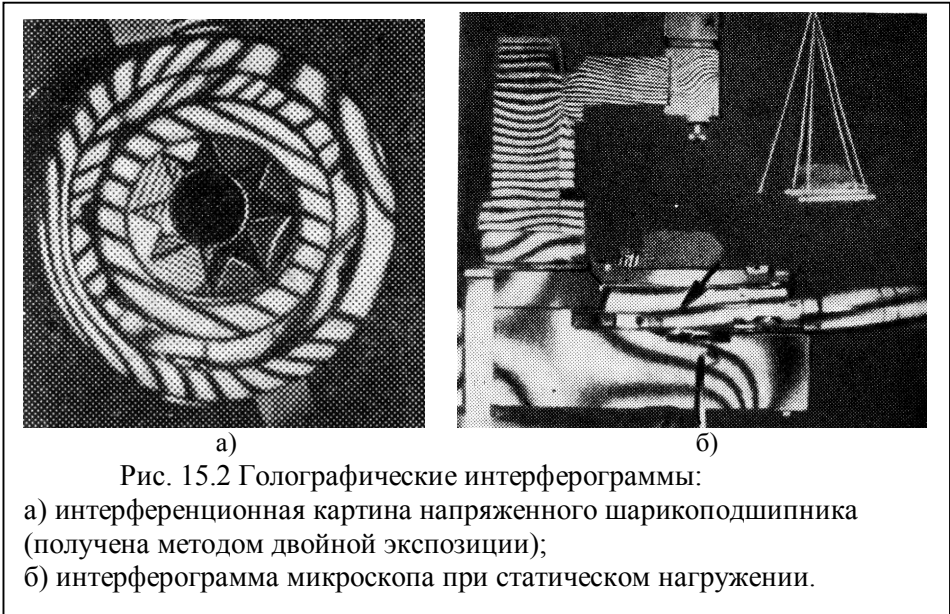 а)
б)
Рис. 15.2 Голографические интерферограммы:
а) интерференционная картина напряженного шарикоподшипника
(получена методом двойной экспозиции);
б) интерферограмма микроскопа при статическом нагружении.